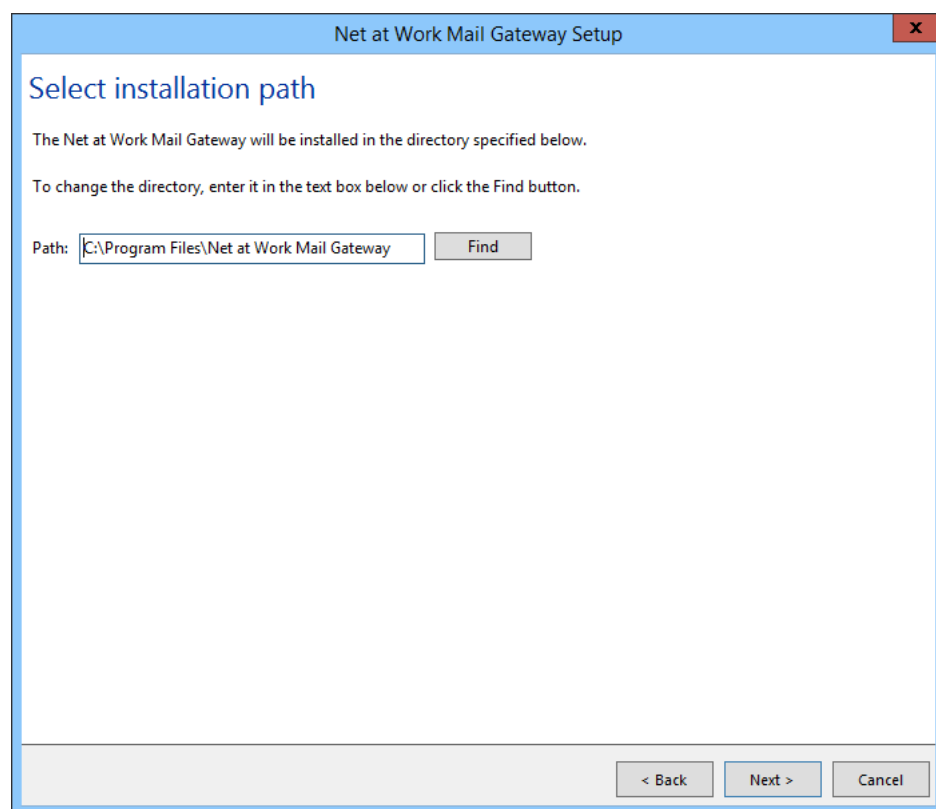 Net at Work Mail Gateway Setup
x
Select installation path
The Net at Work Mail Gateway will be installed in the directory specified below.
To change the directory, enter it in the text box below or click the Find button.
Path: C:\Program Files\Net at Work Mail Gateway Find
< Back Next > Cancel